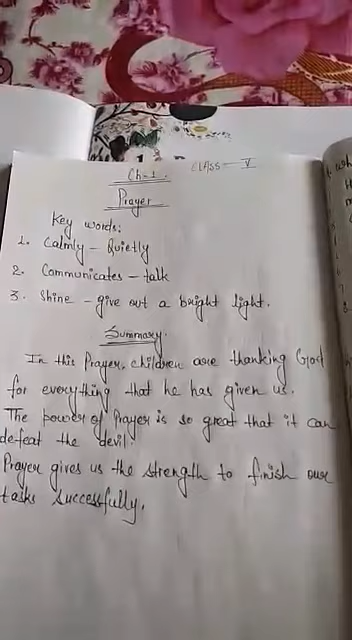 Ch-1.
CLASS - V
Prayer
Key words:
1. Calmly - Quietly
2. Communicates - talk
3. Shine - give out a bright light.
Summary.
In this Prayer, children are thanking God
for everything that he has given us.
The power of Prayer is so great that it can
defeat the devil.
Prayer gives us the strength to finish our
tasks successfully.